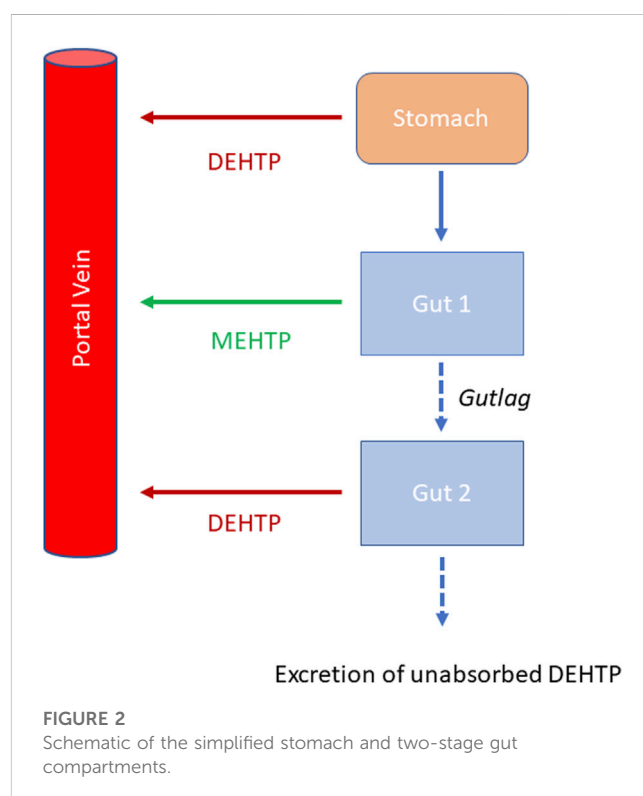 Portal Vein
Stomach
DEHTP
Gut 1
MEHTP
Gutlag
Gut 2
DEHTP
Excretion of unabsorbed DEHTP
FIGURE 2
Schematic of the simplified stomach and two-stage gut
compartments.